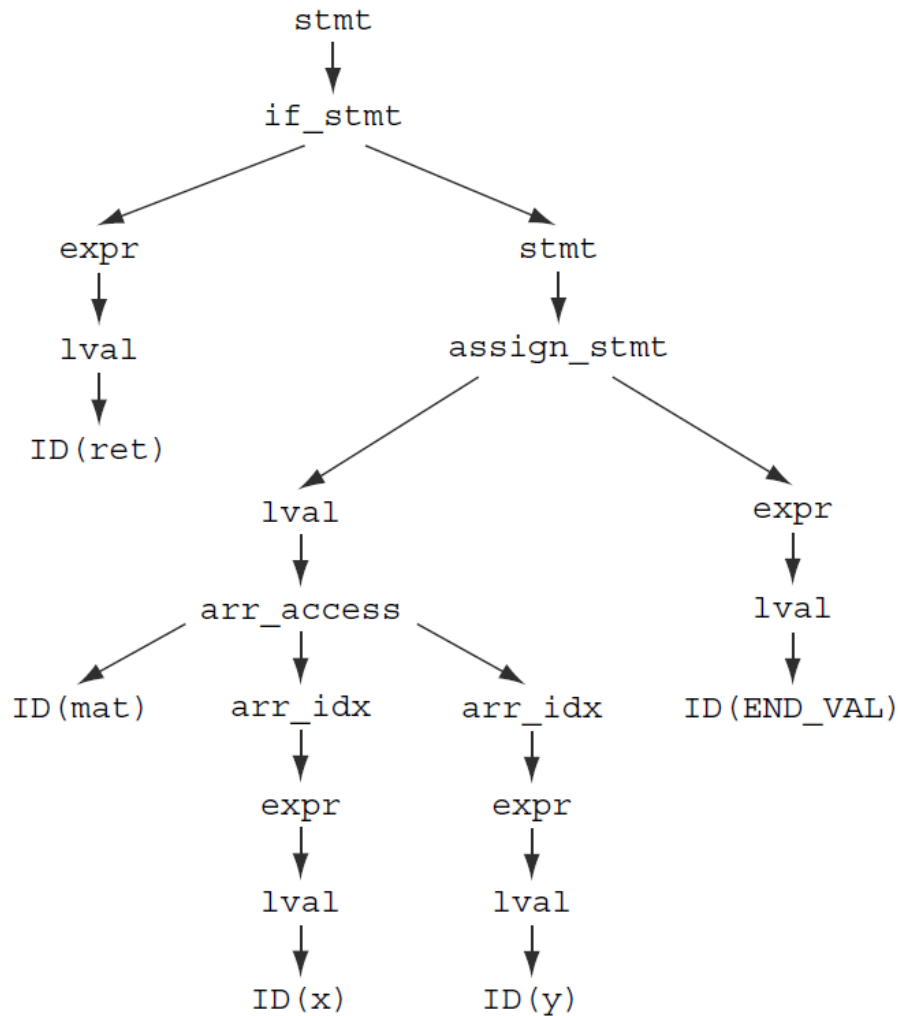 stmt
if_stmt
expr stmt
lval assign_stmt
ID(ret)
lval expr
arr_access lval
ID(mat) arr_idx arr_idx ID(END_VAL)
expr expr
lval lval
ID(x) ID(y)